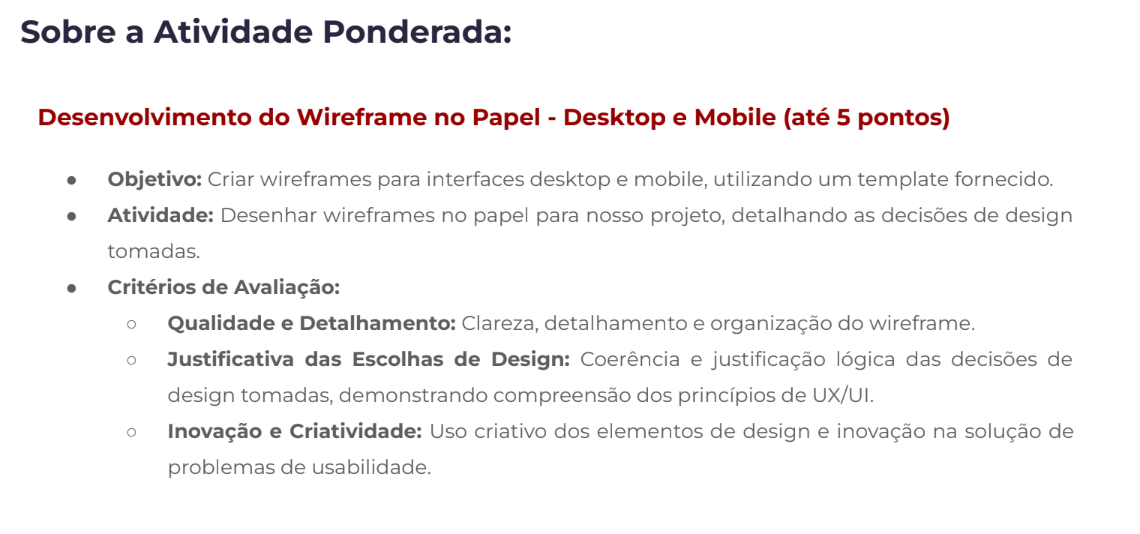 Sobre a Atividade Ponderada:
Desenvolvimento do Wireframe no Papel - Desktop e Mobile (até 5 pontos)
● Objetivo: Criar wireframes para interfaces desktop e mobile, utilizando um template fornecido.
● Atividade: Desenhar wireframes no papel para nosso projeto, detalhando as decisões de design
tomadas.
● Critérios de Avaliação:
○ Qualidade e Detalhamento: Clareza, detalhamento e organização do wireframe.
○ Justificativa das Escolhas de Design: Coerência e justificação lógica das decisões de
design tomadas, demonstrando compreensão dos princípios de UX/UI.
○ Inovação e Criatividade: Uso criativo dos elementos de design e inovação na solução de
problemas de usabilidade.